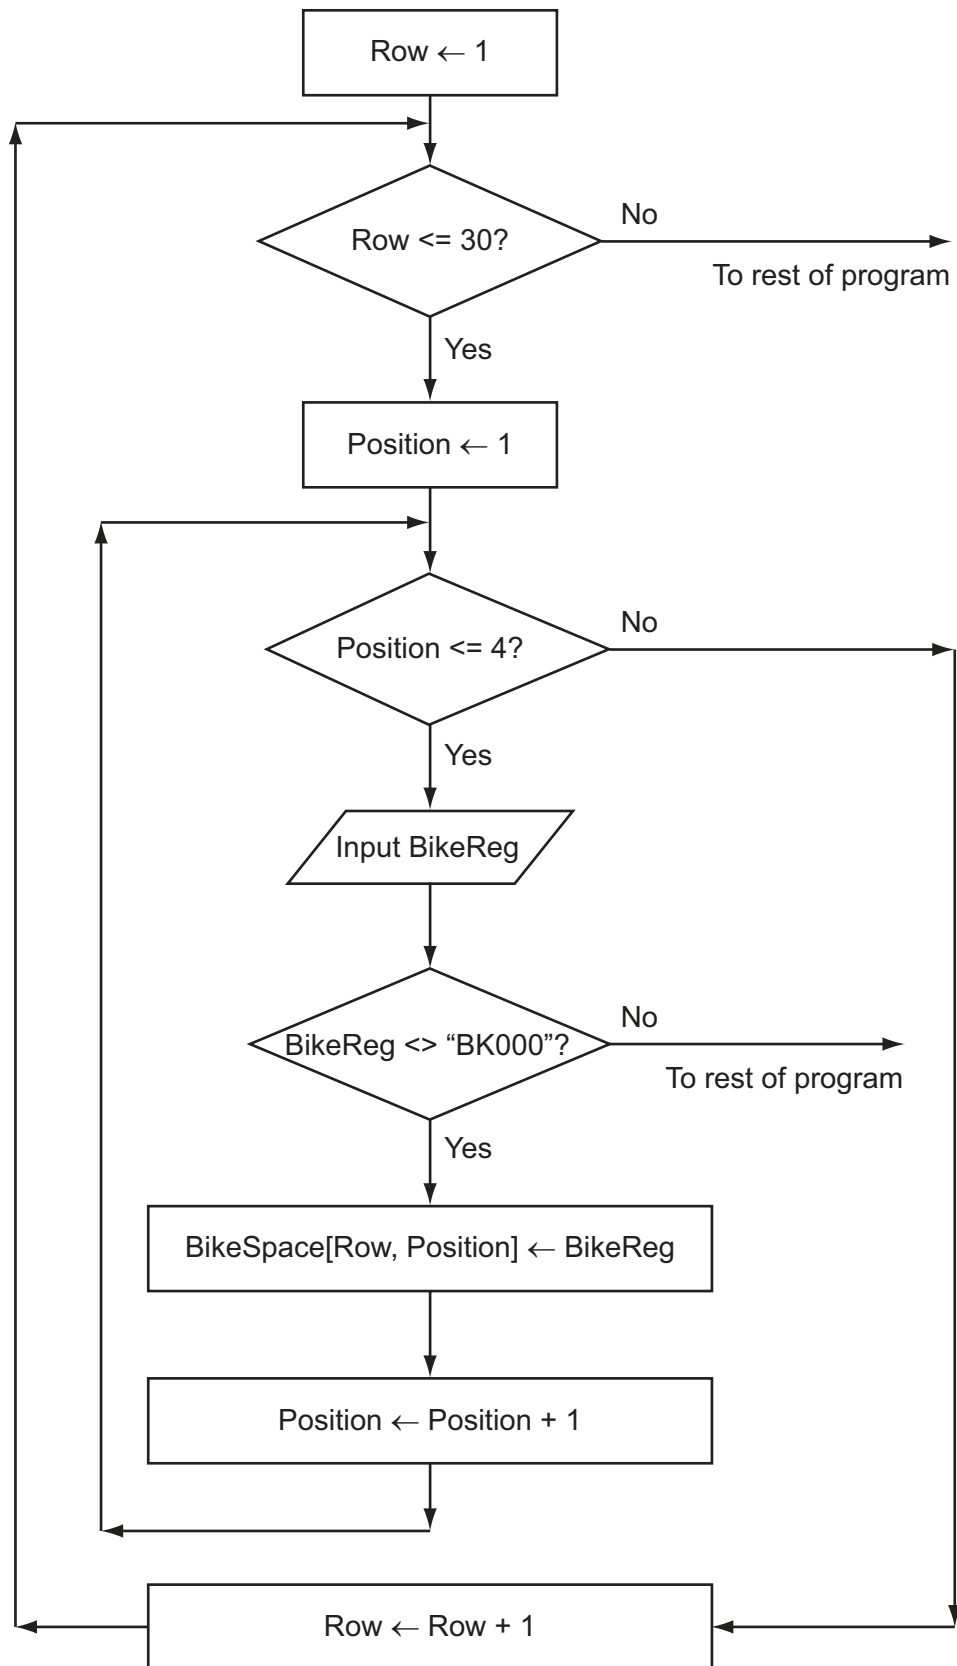 Row ← 1
Row <= 30?
No
To rest of program
Yes
Position ← 1
Position <= 4?
No
Yes
Input BikeReg
BikeReg <> “BK000”?
No
To rest of program
Yes
BikeSpace[Row, Position] ← BikeReg
Position ← Position + 1
Row ← Row + 1